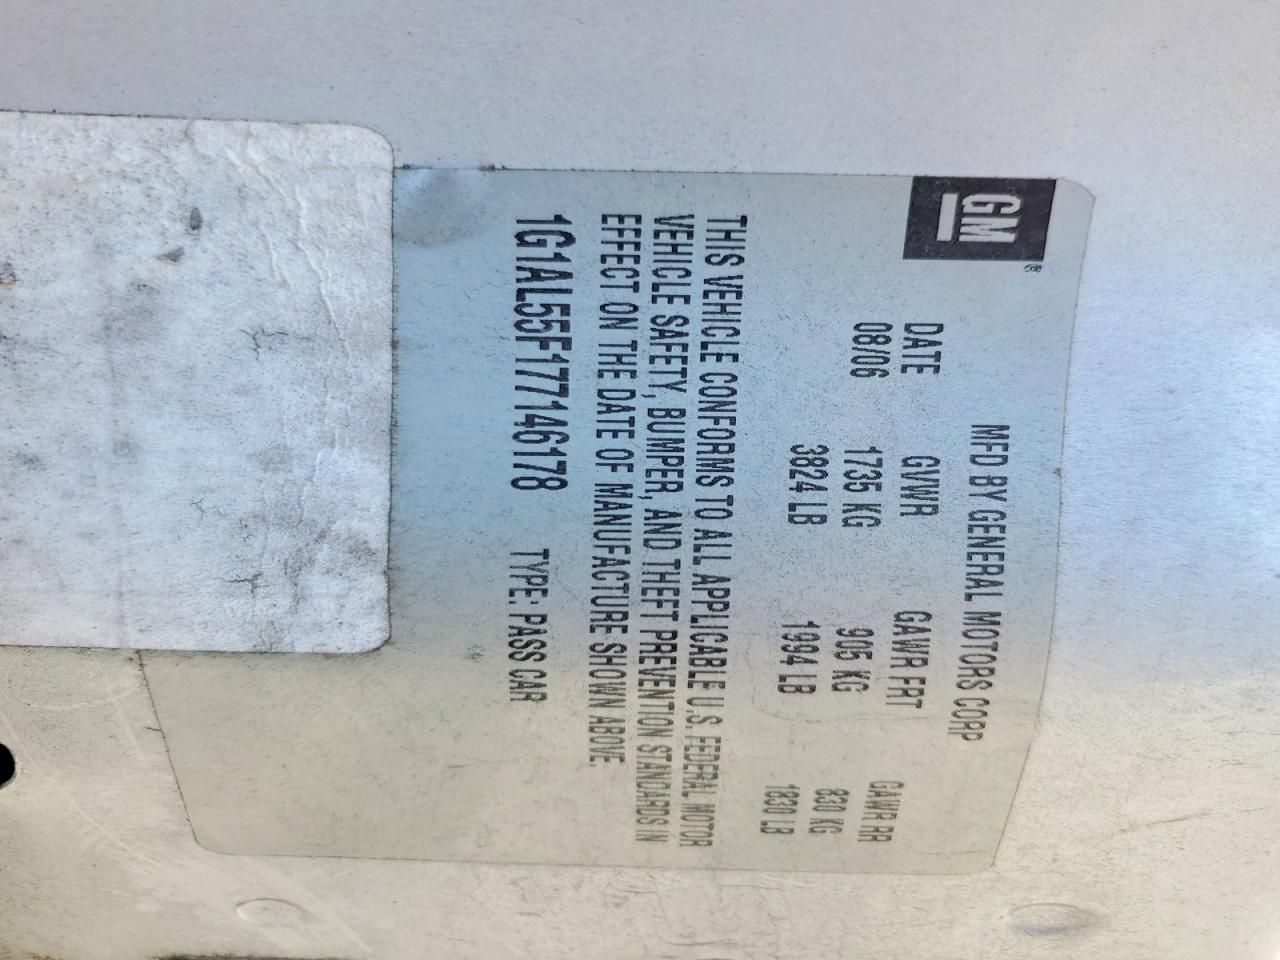 GM®
MFD BY GENERAL MOTORS CORP
DATE GVWR GAWR FRT GAWR RR
08/06 1735 KG 905 KG 830 KG
3824 LB 1994 LB 1830 LB
THIS VEHICLE CONFORMS TO ALL APPLICABLE U.S. FEDERAL MOTOR
VEHICLE SAFETY, BUMPER, AND THEFT PREVENTION STANDARDS IN
EFFECT ON THE DATE OF MANUFACTURE SHOWN ABOVE.
1G1AL55F177146178 TYPE: PASS CAR